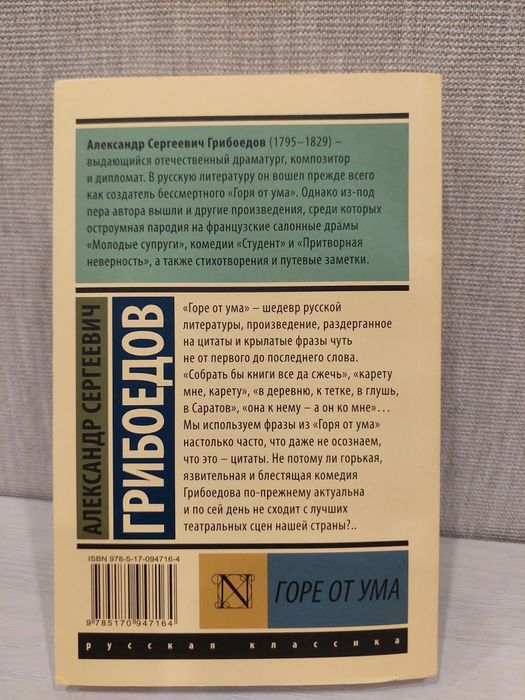 Александр Сергеевич Грибоедов (1795–1829) –
выдающийся отечественный драматург, композитор
и дипломат. В русскую литературу он вошел прежде всего
как создатель бессмертного «Горя от ума». Однако из-под
пера автора вышли и другие произведения, среди которых
остроумная пародия на французские салонные драмы
«Молодые супруги», комедии "Студент" и «Притворная
неверность», а также стихотворения и путевые заметки.
АЛЕКСАНДР СЕРГЕЕВИЧ
ГРИБОЕДОВ
"Горе от ума" – шедевр русской
литературы, произведение, раздерганное
на цитаты и крылатые фразы чуть
не от первого до последнего слова.
"Собрать бы книги все да сжечь», «карету
мне, карету», «в деревню, к тетке, в глушь,
в Саратов», «она к нему – а он ко мне»…
Мы используем фразы из "Горя от ума"
настолько часто, что даже не осознаем,
что это – цитаты. Не потому ли горькая,
язвительная и блестящая комедия
Грибоедова по-прежнему актуальна
и по сей день не сходит с лучших
театральных сцен нашей страны?..
ISBN 978-5-17-094716-4
9 785170 947164
N
ГОРЕ ОТ УМА
русская классика